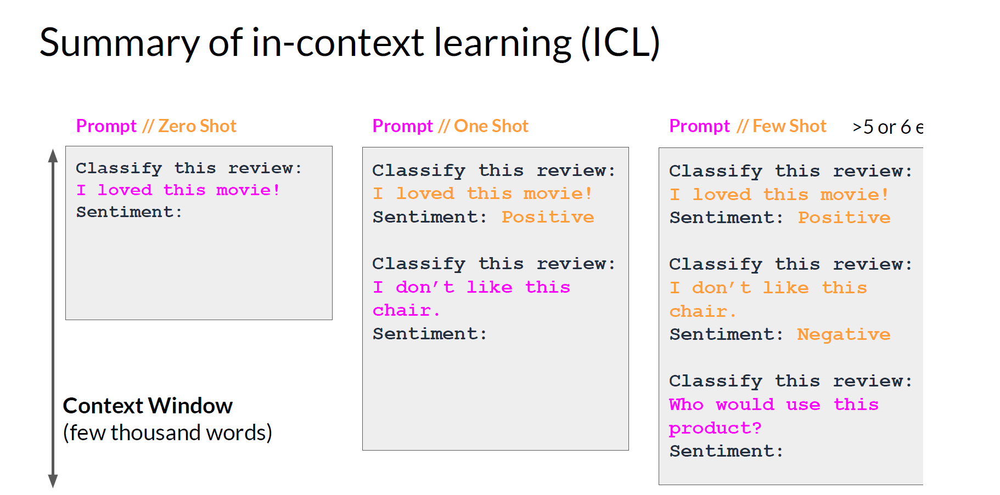 Summary of in-context learning (ICL)
Prompt // Zero Shot
Classify this review:
I loved this movie!
Sentiment:
Context Window
(few thousand words)
Prompt // One Shot
Classify this review:
I loved this movie!
Sentiment: Positive
Classify this review:
I don’t like this
chair.
Sentiment:
Prompt // Few Shot >5 or 6 e
Classify this review:
I loved this movie!
Sentiment: Positive
Classify this review:
I don’t like this
chair.
Sentiment: Negative
Classify this review:
Who would use this
product?
Sentiment: